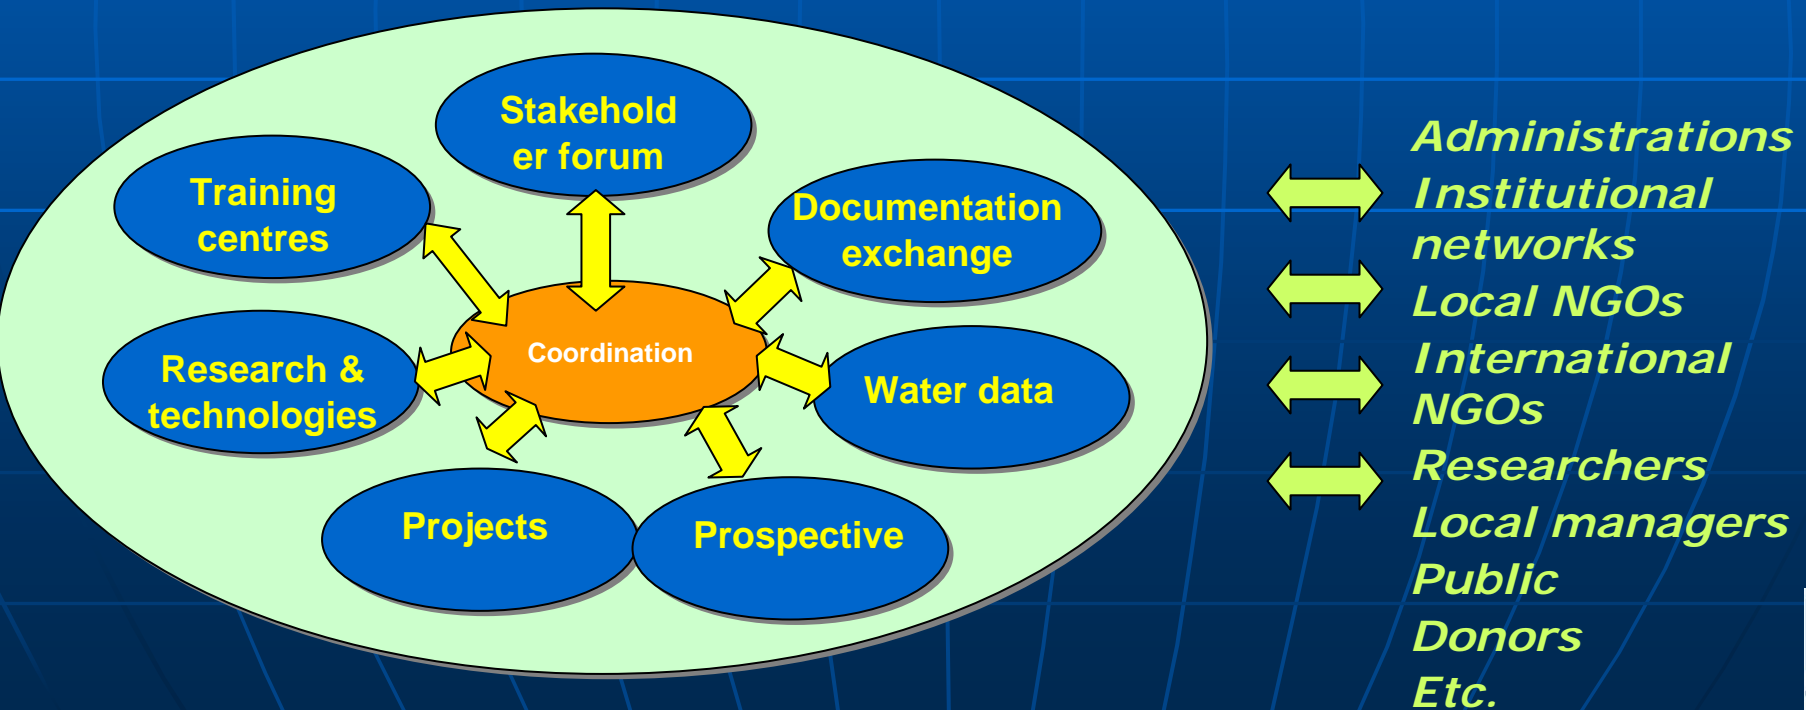 Stakehold
er forum
Training
centres
Documentation
exchange
Coordination
Research &
technologies
Water data
Projects
Prospective
Administrations
Institutional
networks
Local NGOs
International
NGOs
Researchers
Local managers
Public
Donors
Etc.